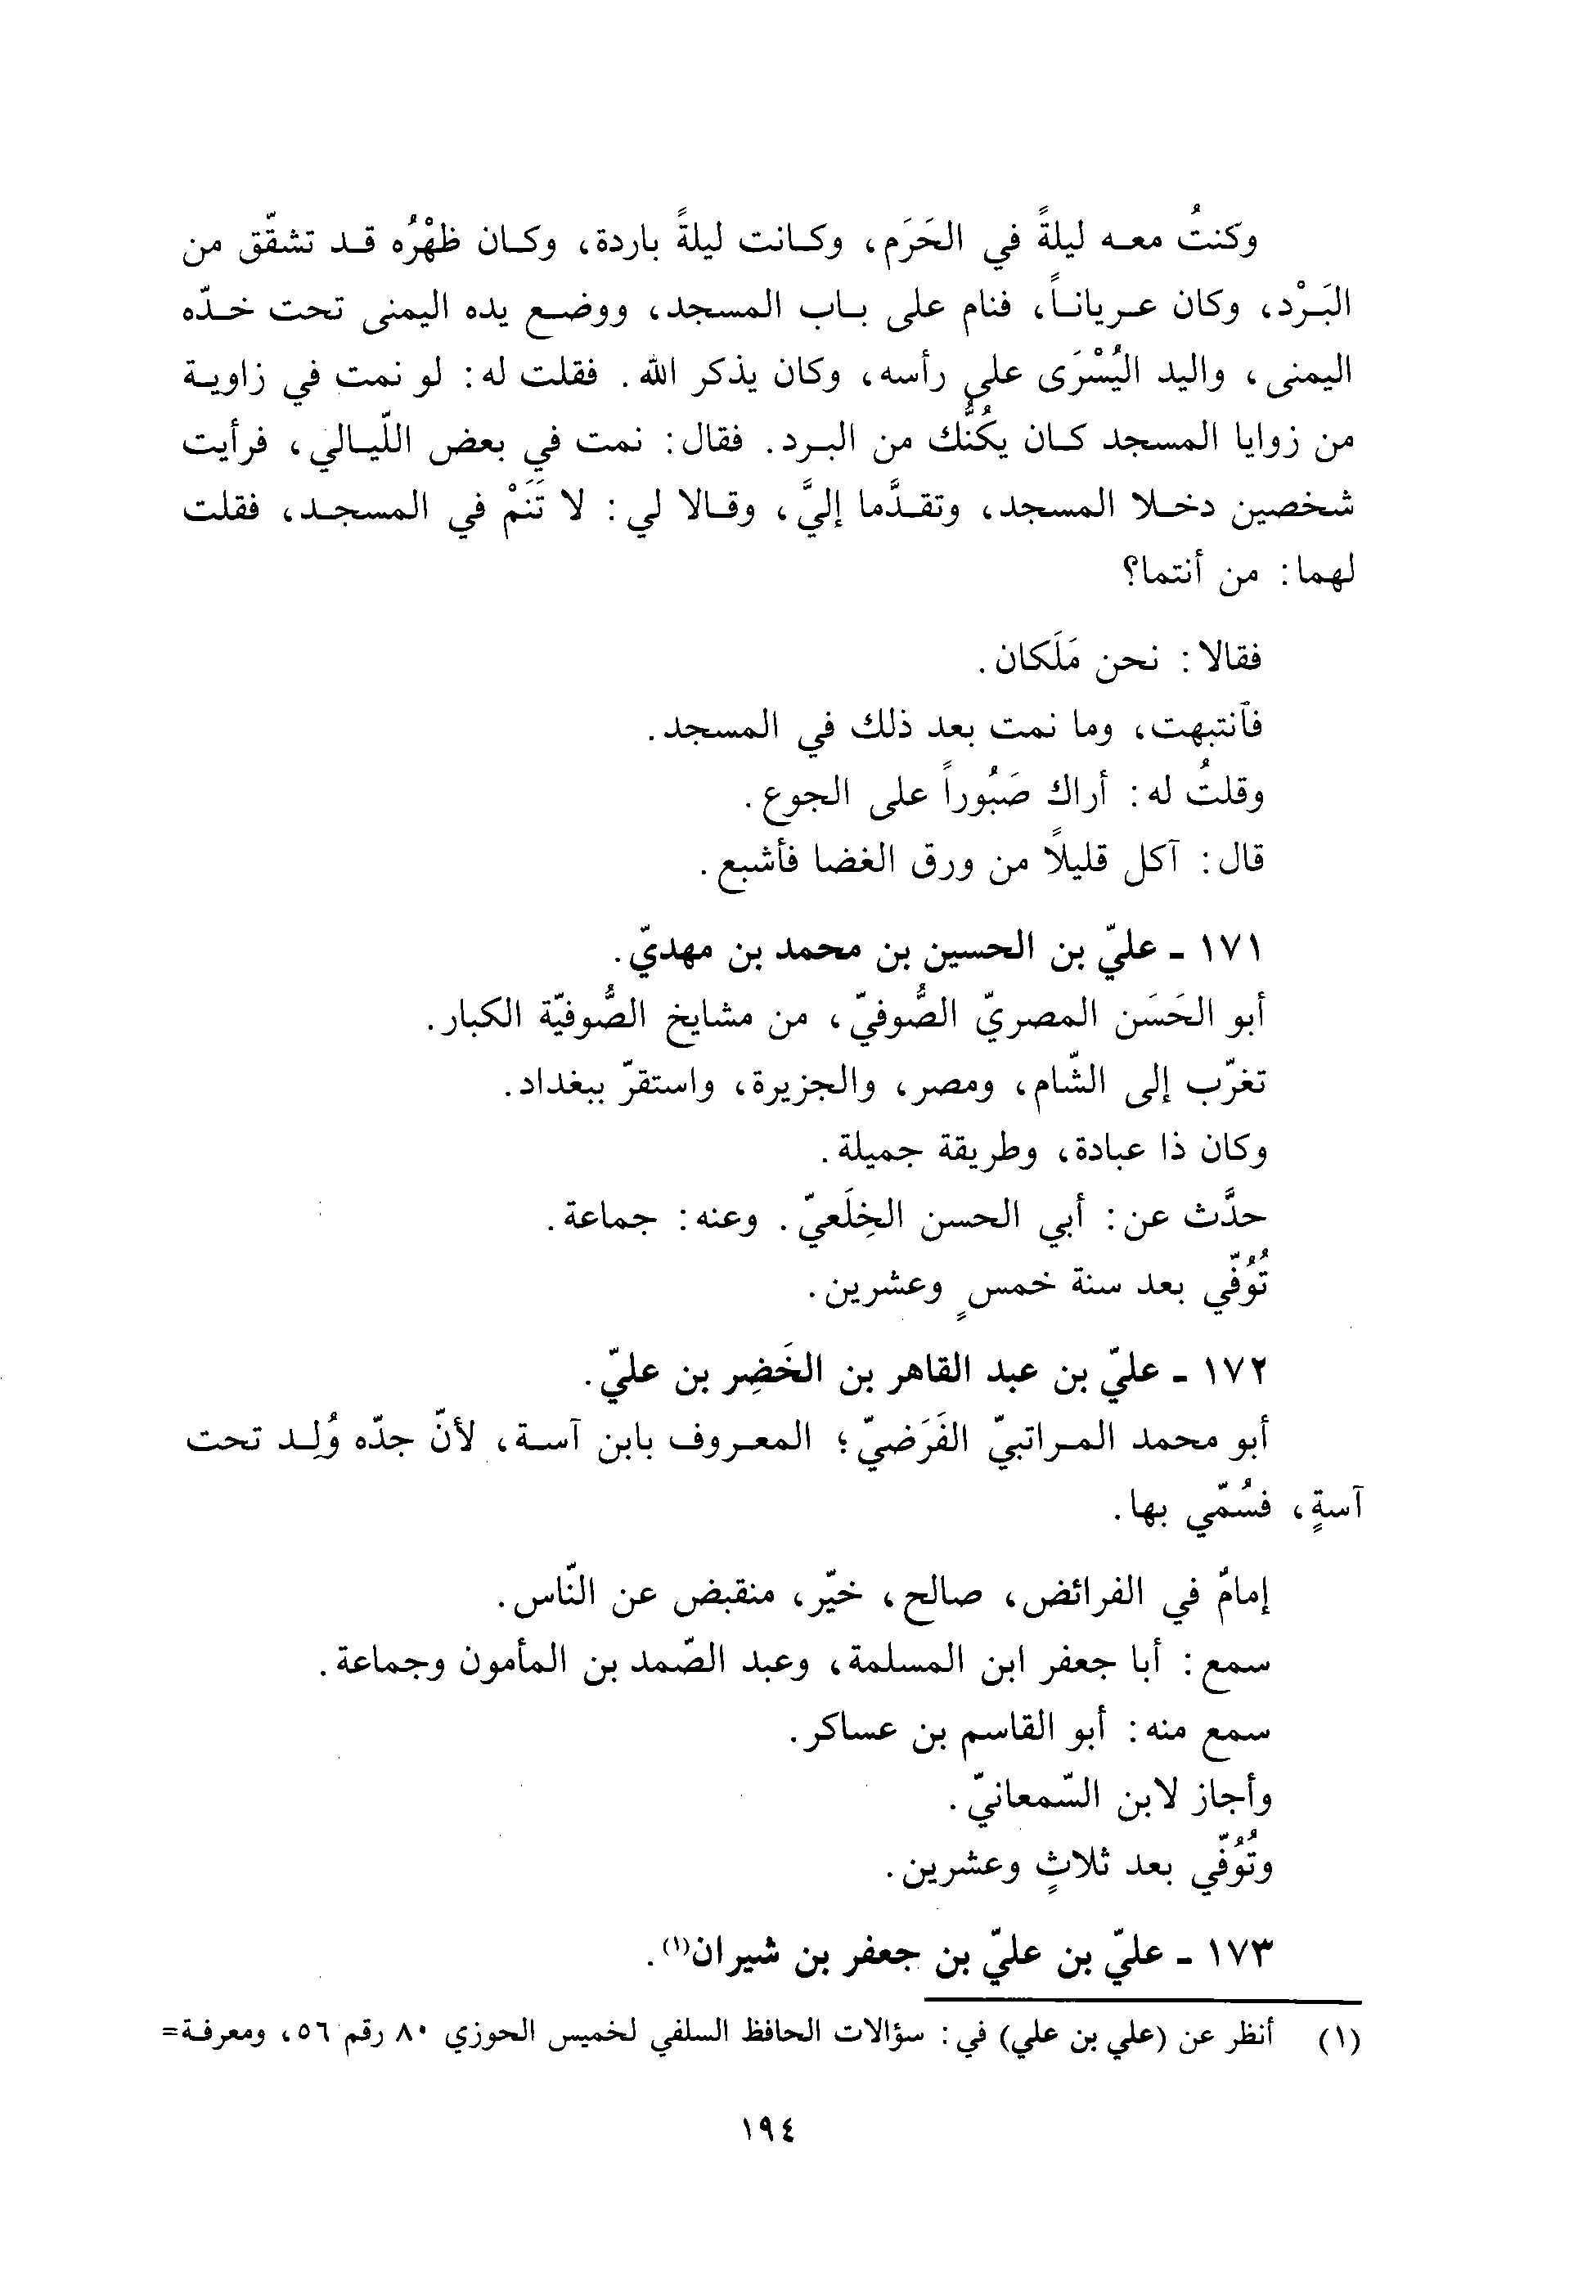 وكنتُ معه ليلةً في الحَرَم، وكانت ليلةً باردة، وكان ظهْرُه قد تشقّق من
البَرْد، وكان عرياناً، فنام على باب المسجد، ووضع يده اليمنى تحت خدّه
اليمنى، واليد اليُسْرَى على رأسه، وكان يذكر الله. فقلت له: لو نمت في زاوية
من زوايا المسجد كان يكُنُّك من البرد. فقال: نمت في بعض اللّيالي، فرأيت
شخصين دخلا المسجد، وتقدَّما إليَّ، وقالا لي: لا تَنَمْ في المسجد، فقلت
لهما: من أنتما؟
فقالا: نحن مَلَكان.
فآنتبهت، وما نمت بعد ذلك في المسجد.
وقلتُ له: أراك صَبُوراً على الجوع.
قال: آكل قليلاً من ورق الغضا فأشبع.
١٧١ - عليّ بن الحسين بن محمد بن مهديّ.
أبو الحَسَن المصريّ الصُّوفيّ، من مشايخ الصُّوفيّة الكبار.
تغرّب إلى الشّام، ومصر، والجزيرة، واستقرّ ببغداد.
وكان ذا عبادة، وطريقة جميلة.
حدَّث عن: أبي الحسن الخِلَعيّ. وعنه: جماعة.
تُوُفّي بعد سنة خمسٍ وعشرين.
١٧٢ - عليّ بن عبد القاهر بن الخَضِر بن عليّ.
أبو محمد المراتبيّ الفَرَضيّ؛ المعروف بابن آسة، لأنّ جدّه وُلِد تحت
آسةٍ، فسُمّي بها.
إمامٌ في الفرائض، صالح، خيّر، منقبض عن النّاس.
سمع: أبا جعفر ابن المسلمة، وعبد الصّمد بن المأمون وجماعة.
سمع منه: أبو القاسم بن عساكر.
وأجاز لابن السّمعانيّ.
وتُوُفّي بعد ثلاثٍ وعشرين.
١٧٣ - عليّ بن عليّ بن جعفر بن شيران(١).
(١) أنظر عن (علي بن علي) في: سؤالات الحافظ السلفي لخميس الحوزي ٨٠ رقم ٥٦، ومعرفة=
١٩٤